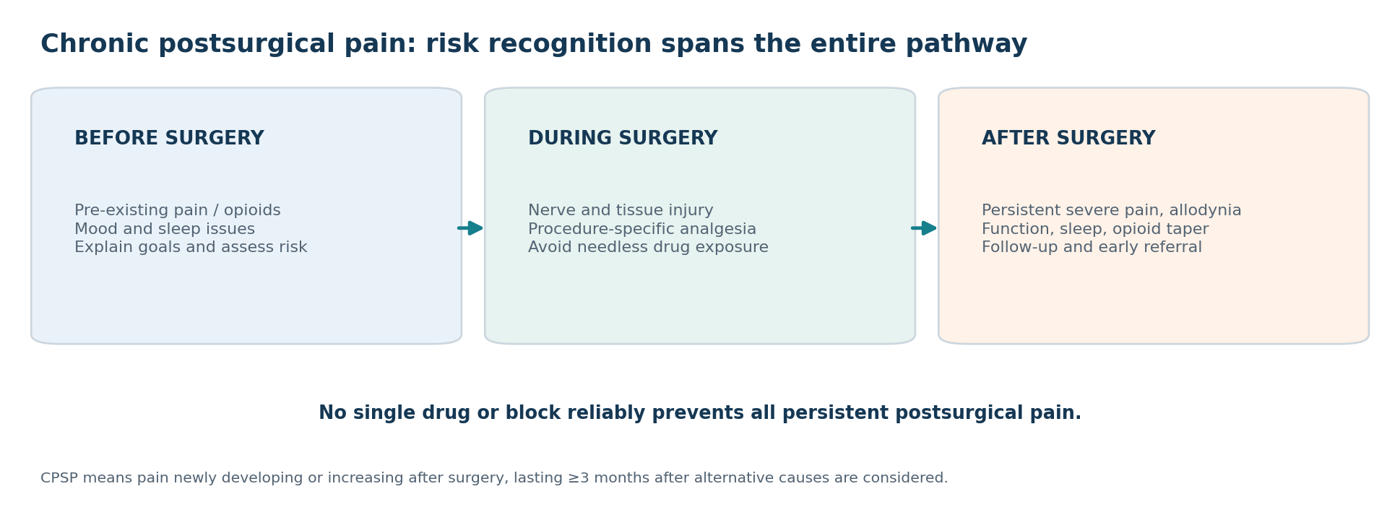 Chronic postsurgical pain: risk recognition spans the entire pathway
BEFORE SURGERY
Pre-existing pain / opioids
Mood and sleep issues
Explain goals and assess risk
DURING SURGERY
Nerve and tissue injury
Procedure-specific analgesia
Avoid needless drug exposure
AFTER SURGERY
Persistent severe pain, allodynia
Function, sleep, opioid taper
Follow-up and early referral
No single drug or block reliably prevents all persistent postsurgical pain.
CPSP means pain newly developing or increasing after surgery, lasting ≥3 months after alternative causes are considered.